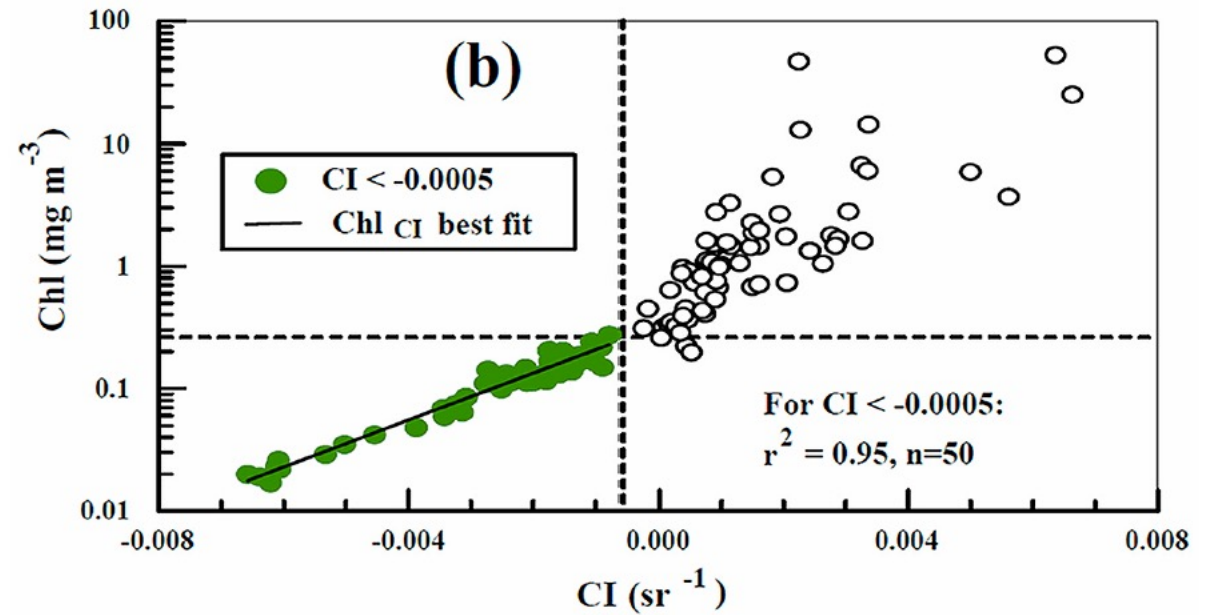 100
(b)
10
CI < -0.0005
Chl CI best fit
Chl (mg m -3)
1
0.1
For CI < -0.0005:
r2 = 0.95, n=50
0.01
-0.008 -0.004 0.000 0.004 0.008
CI (sr -1)